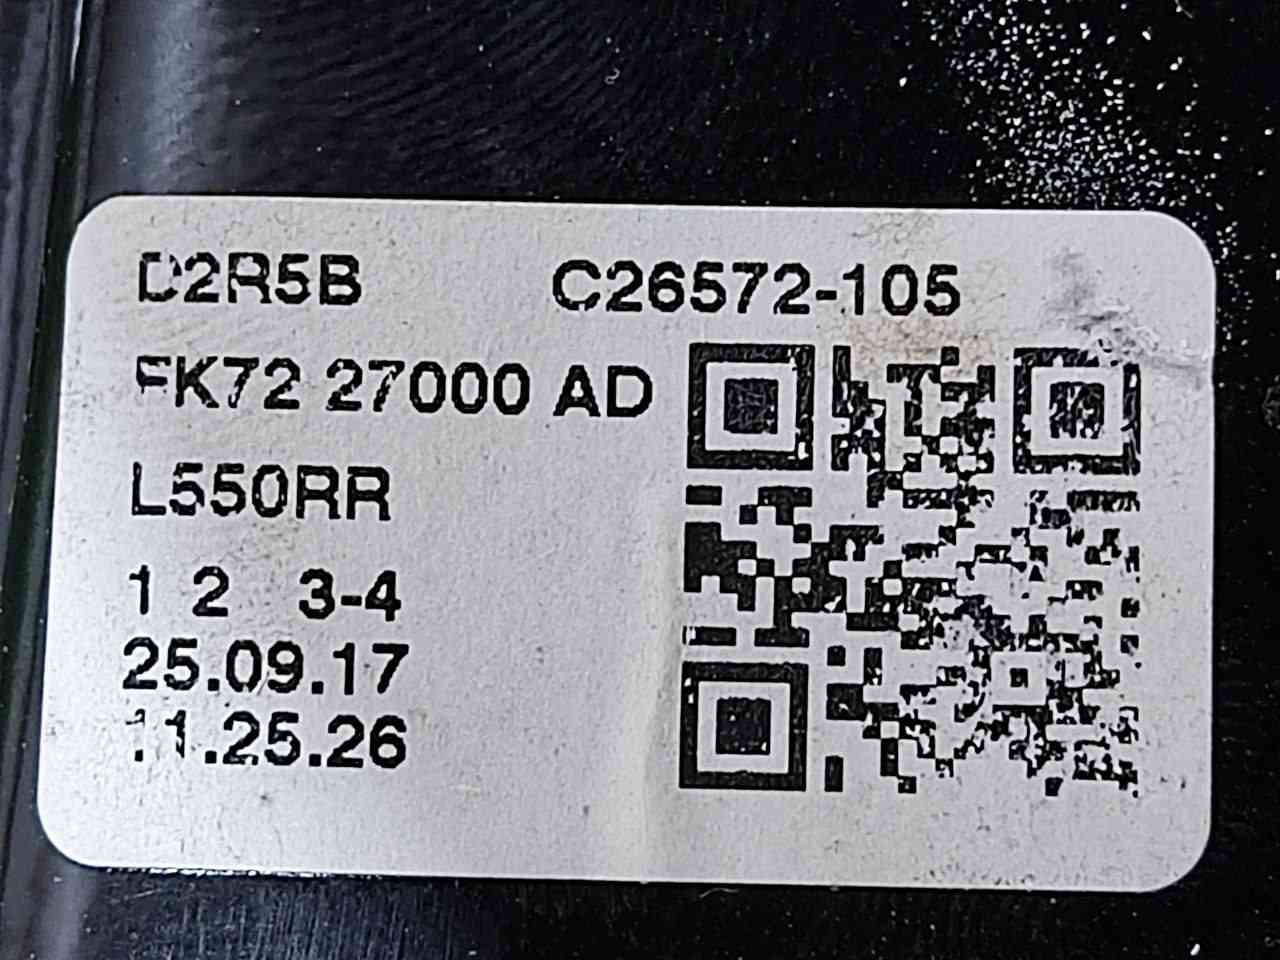 D2R5B C26572-105
FK72 27000 AD
L550RR
1 2 3-4
25.09.17
11.25.26